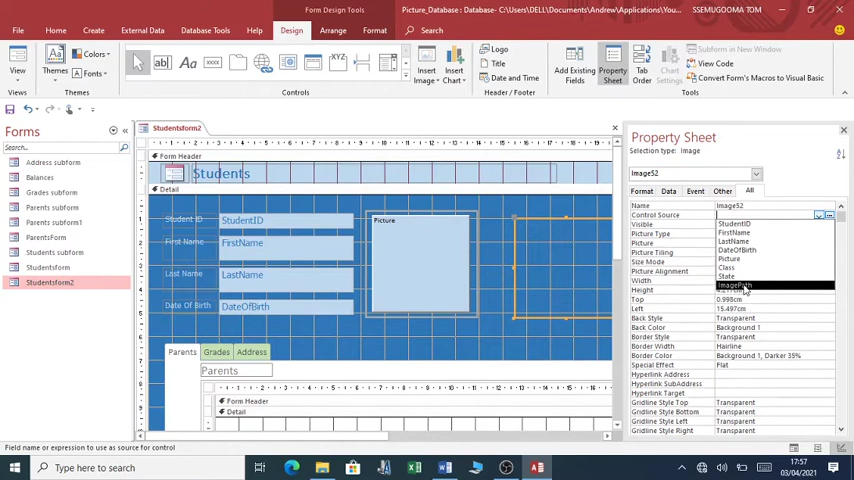 Form Design Tools
Picture_Database : Database- C:\Users\DELL\Documents\Andrew\Applications\You...
SSEMUGOOMA TOM
File
Home
Create
External Data
Database Tools
Help
Design
Arrange
Format
Search
View
Themes
Colors
Fonts
Insert Image
Insert Chart
Logo
Title
Date and Time
Add Existing Fields
Property Sheet
Tab Order
Chart Settings
Subform in New Window
View Code
Convert Form's Macros to Visual Basic
Views
Themes
Controls
Header / Footer
Tools
Forms
Search...
Address subform
Balances
Grades subform
Parents subform
Parents subform1
ParentsForm
Students subform
Studentsform
Studentsform2
Studentsform2
Form Header
Students
Detail
Student ID
StudentID
First Name
FirstName
Last Name
LastName
Date Of Birth
DateOfBirth
Picture
Parents
Grades
Address
Parents
Form Header
Detail
Property Sheet
Selection type: Image
Image52
Format
Data
Event
Other
All
Name Image52
Control Source
Visible
Picture Type
Picture
Picture Tiling
Size Mode
Picture Alignment
Width
Height
StudentID
FirstName
LastName
DateOfBirth
Picture
Class
State
ImagePath
Top 0.998cm
Left 15.497cm
Back Style Transparent
Back Color Background 1
Border Style Transparent
Border Width Hairline
Border Color Background 1, Darker 35%
Special Effect Flat
Hyperlink Address
Hyperlink SubAddress
Hyperlink Target
Gridline Style Top Transparent
Gridline Style Bottom Transparent
Gridline Style Left Transparent
Gridline Style Right Transparent
Name or expression to use as source for control
Type here to search
17:57
03/04/2021